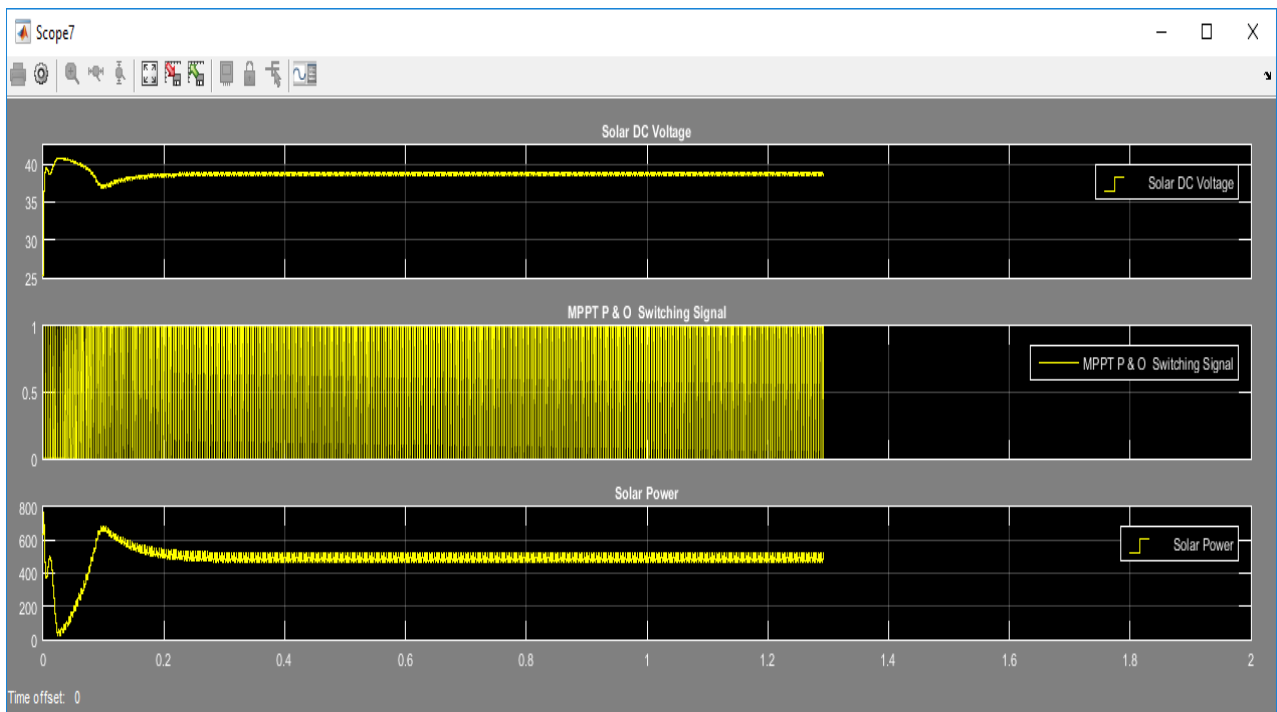 Scope7
Solar DC Voltage
40
35
30
25
Solar DC Voltage
MPPT P & O  Switching Signal
1
0.5
0
MPPT P & O  Switching Signal
Solar Power
800
600
400
200
0
Solar Power
0 0.2 0.4 0.6 0.8 1 1.2 1.4 1.6 1.8 2
Time offset: 0